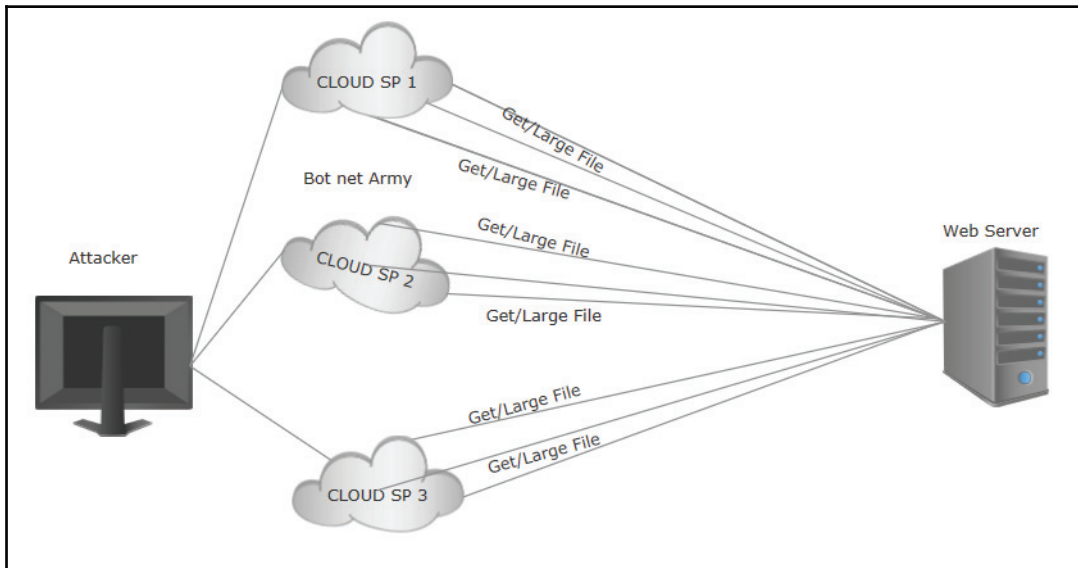 CLOUD SP 1
Get/Large File
Get/Large File
Bot net Army
Get/Large File
Web Server
Attacker
CLOUD SP 2
Get/Large File
Get/Large File
Get/Large File
CLOUD SP 3